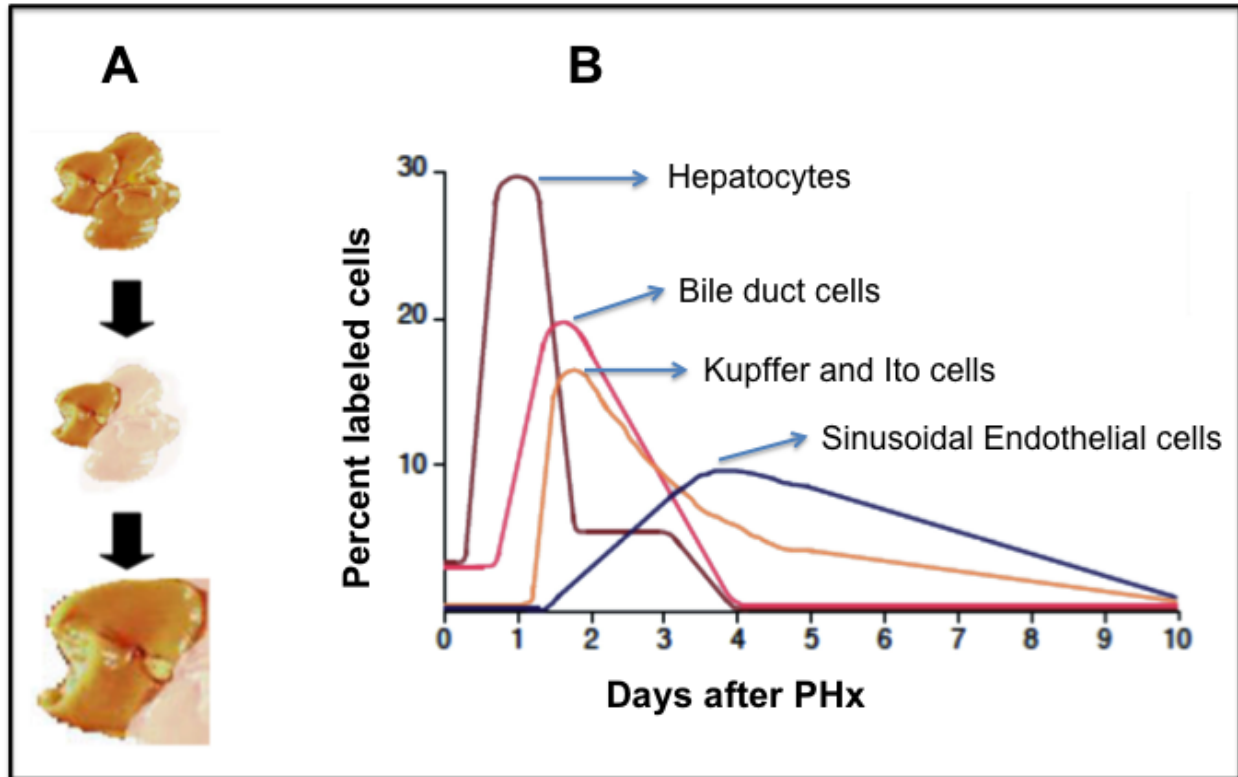 A
B
30
20
10
Percent labeled cells
Hepatocytes
Bile duct cells
Kupffer and Ito cells
Sinusoidal Endothelial cells
0 1 2 3 4 5 6 7 8 9 10
Days after PHx